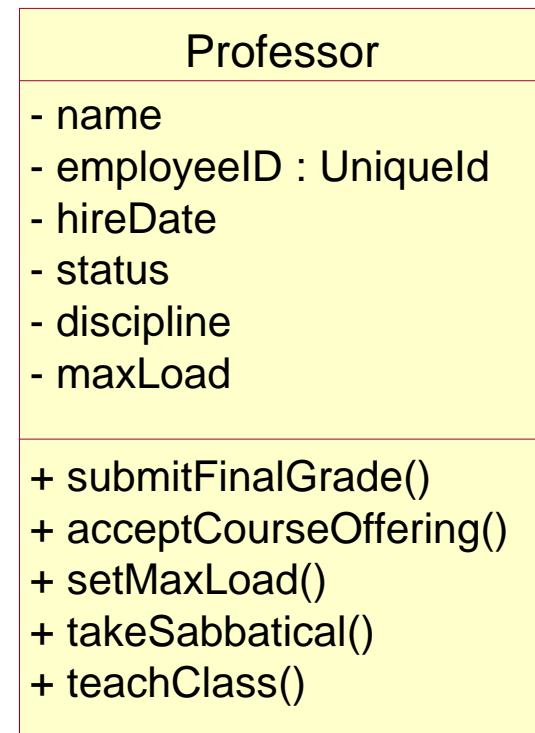 Professor
- name
- employeeID : UniqueId
- hireDate
- status
- discipline
- maxLoad
+ submitFinalGrade()
+ acceptCourseOffering()
+ setMaxLoad()
+ takeSabbatical()
+ teachClass()